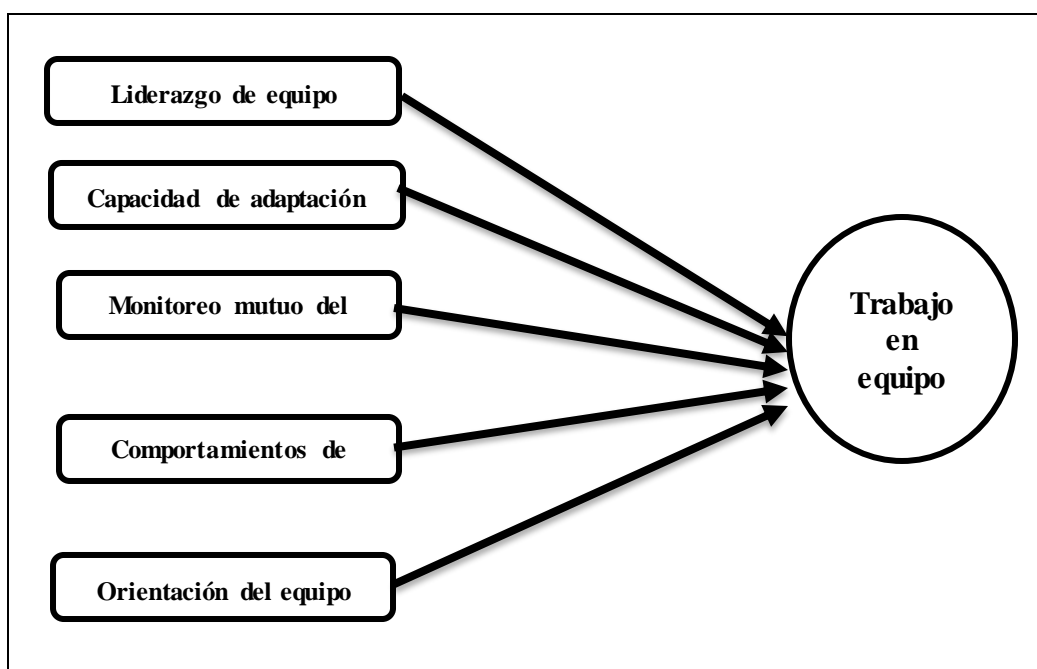 Liderazgo de equipo
Capacidad de adaptación
Monitoreo mutuo del
Comportamientos de
Orientación del equipo
Trabajo
en
equipo